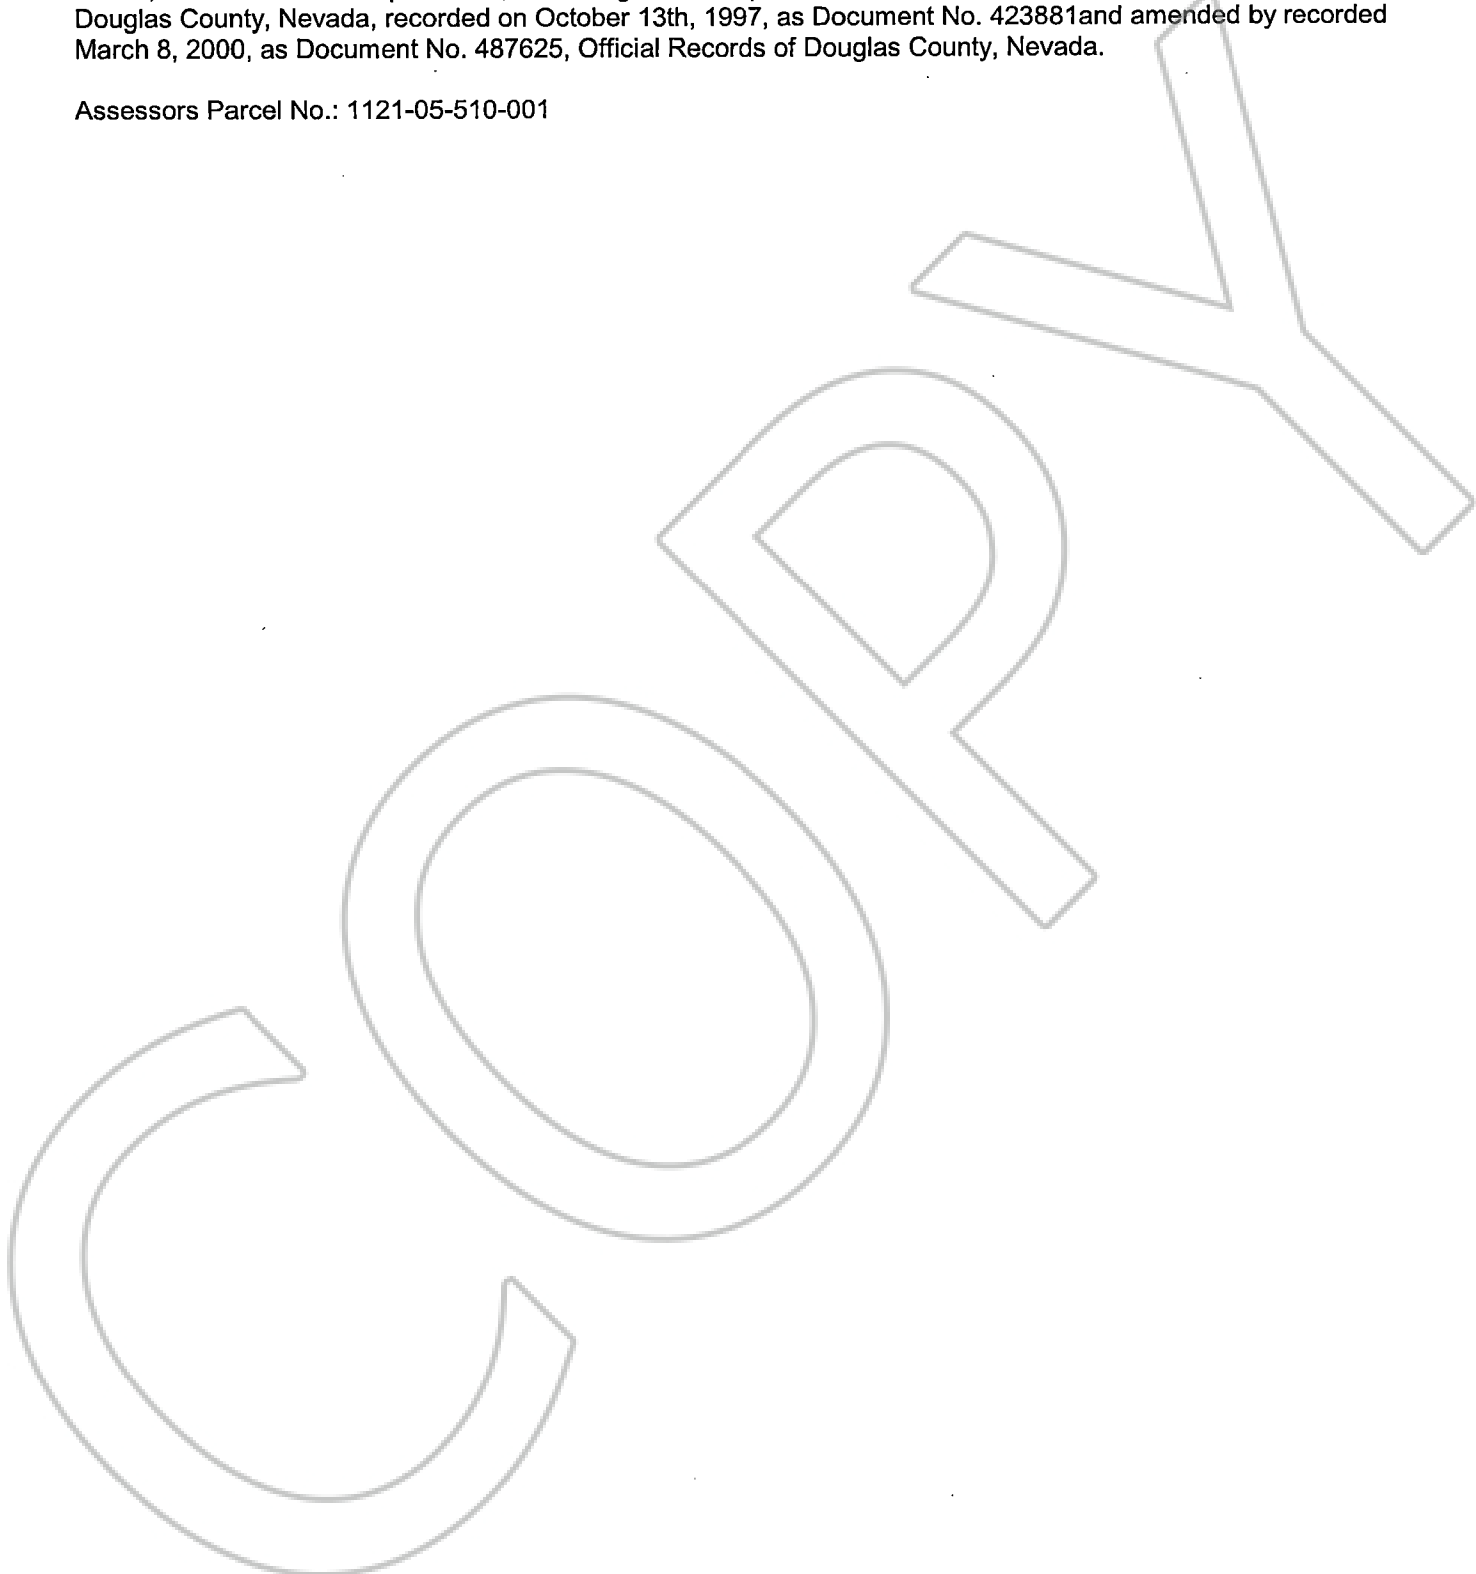 Douglas County, Nevada, recorded on October 13th, 1997, as Document No. 423881and amended by recorded
March 8, 2000, as Document No. 487625, Official Records of Douglas County, Nevada.
Assessors Parcel No.: 1121-05-510-001
COPY